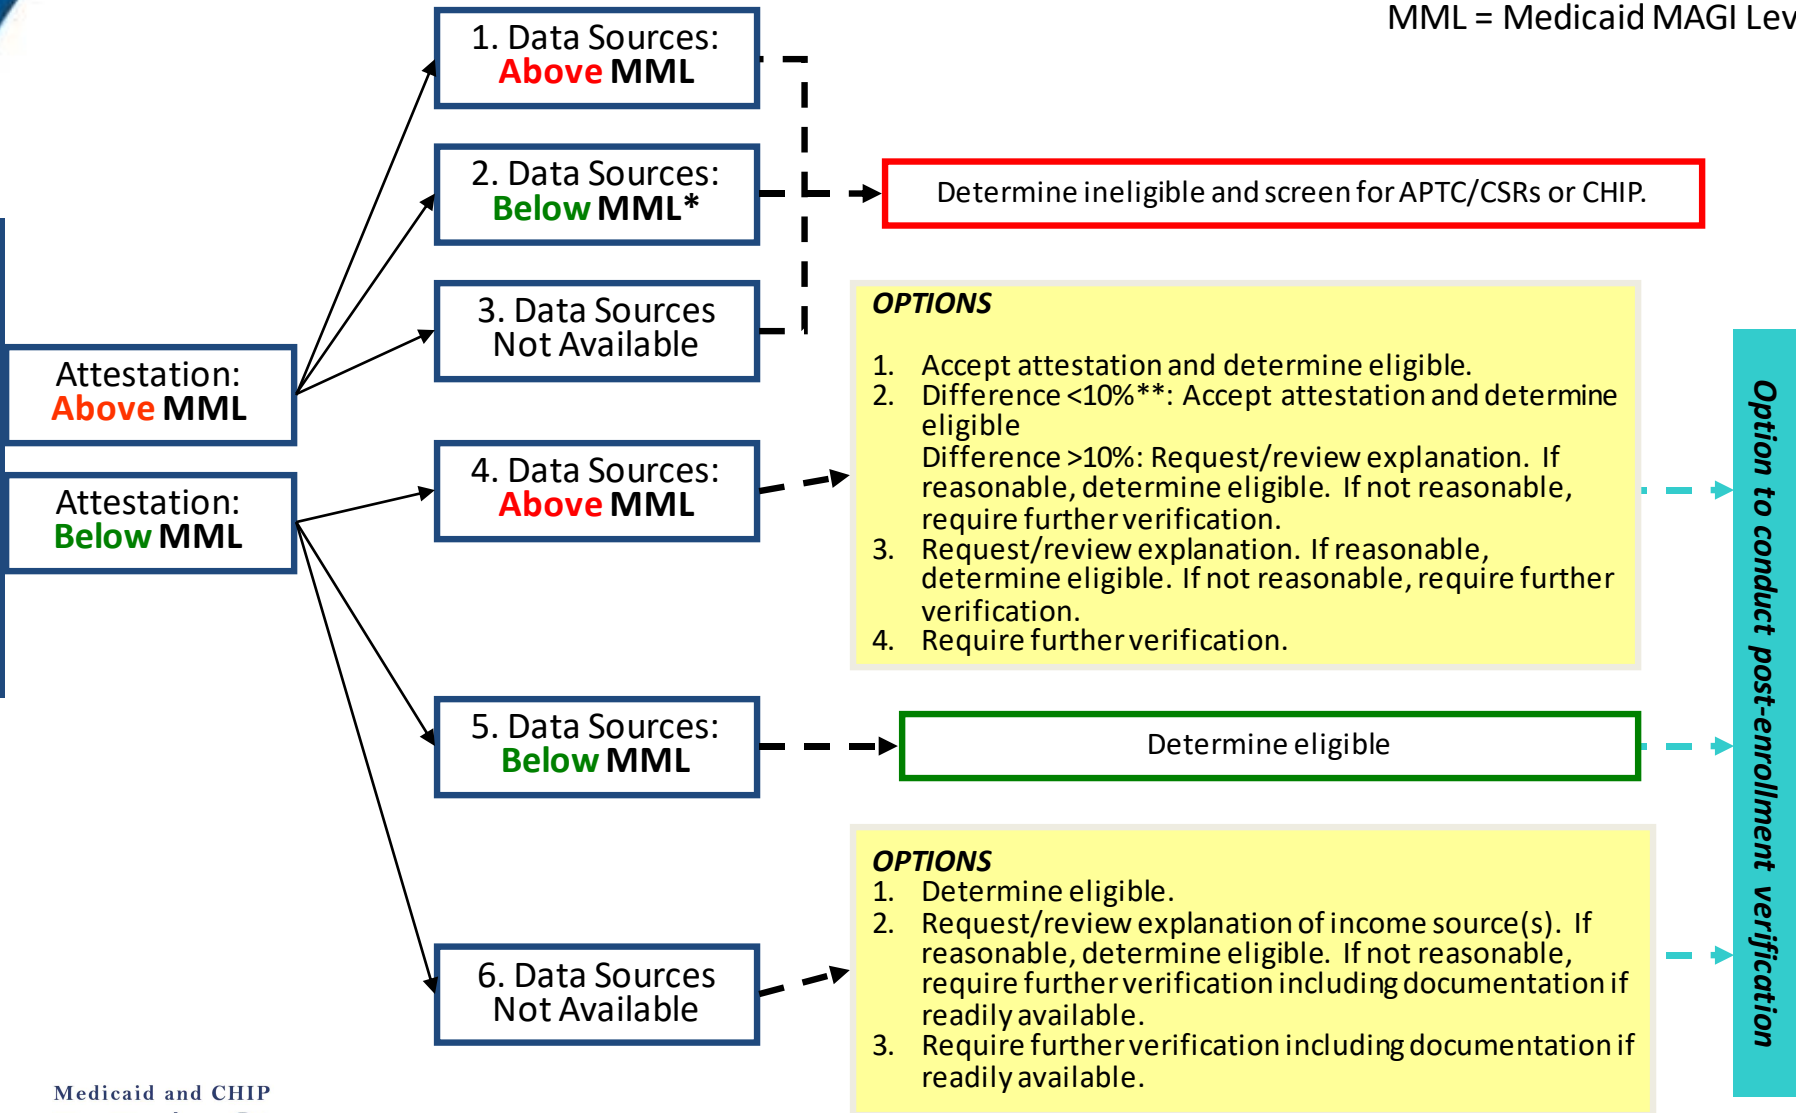 MML = Medicaid MAGI
1. Data Sources:
Above MML
2. Data Sources:
Below MML*
3. Data Sources
Not Available
Attestation:
Above MML
Attestation:
Below MML
4. Data Sources:
Above MML
5. Data Sources:
Below MML
6. Data Sources
Not Available
Determine ineligible and screen for APTC/CSRs or CHIP.
OPTIONS
1. Accept attestation and determine eligible.
2. Difference <10%**: Accept attestation and determine
eligible
Difference >10%: Request/review explanation. If
reasonable, determine eligible. If not reasonable,
require further verification.
3. Request/review explanation. If reasonable,
determine eligible. If not reasonable, require further
verification.
4. Require further verification.
Determine eligible
OPTIONS
1. Determine eligible.
2. Request/review explanation of income source(s). If
reasonable, determine eligible. If not reasonable,
require further verification including documentation if
readily available.
3. Require further verification including documentation if
readily available.
Option to conduct post-enrollment verification
Medicaid and CHIP